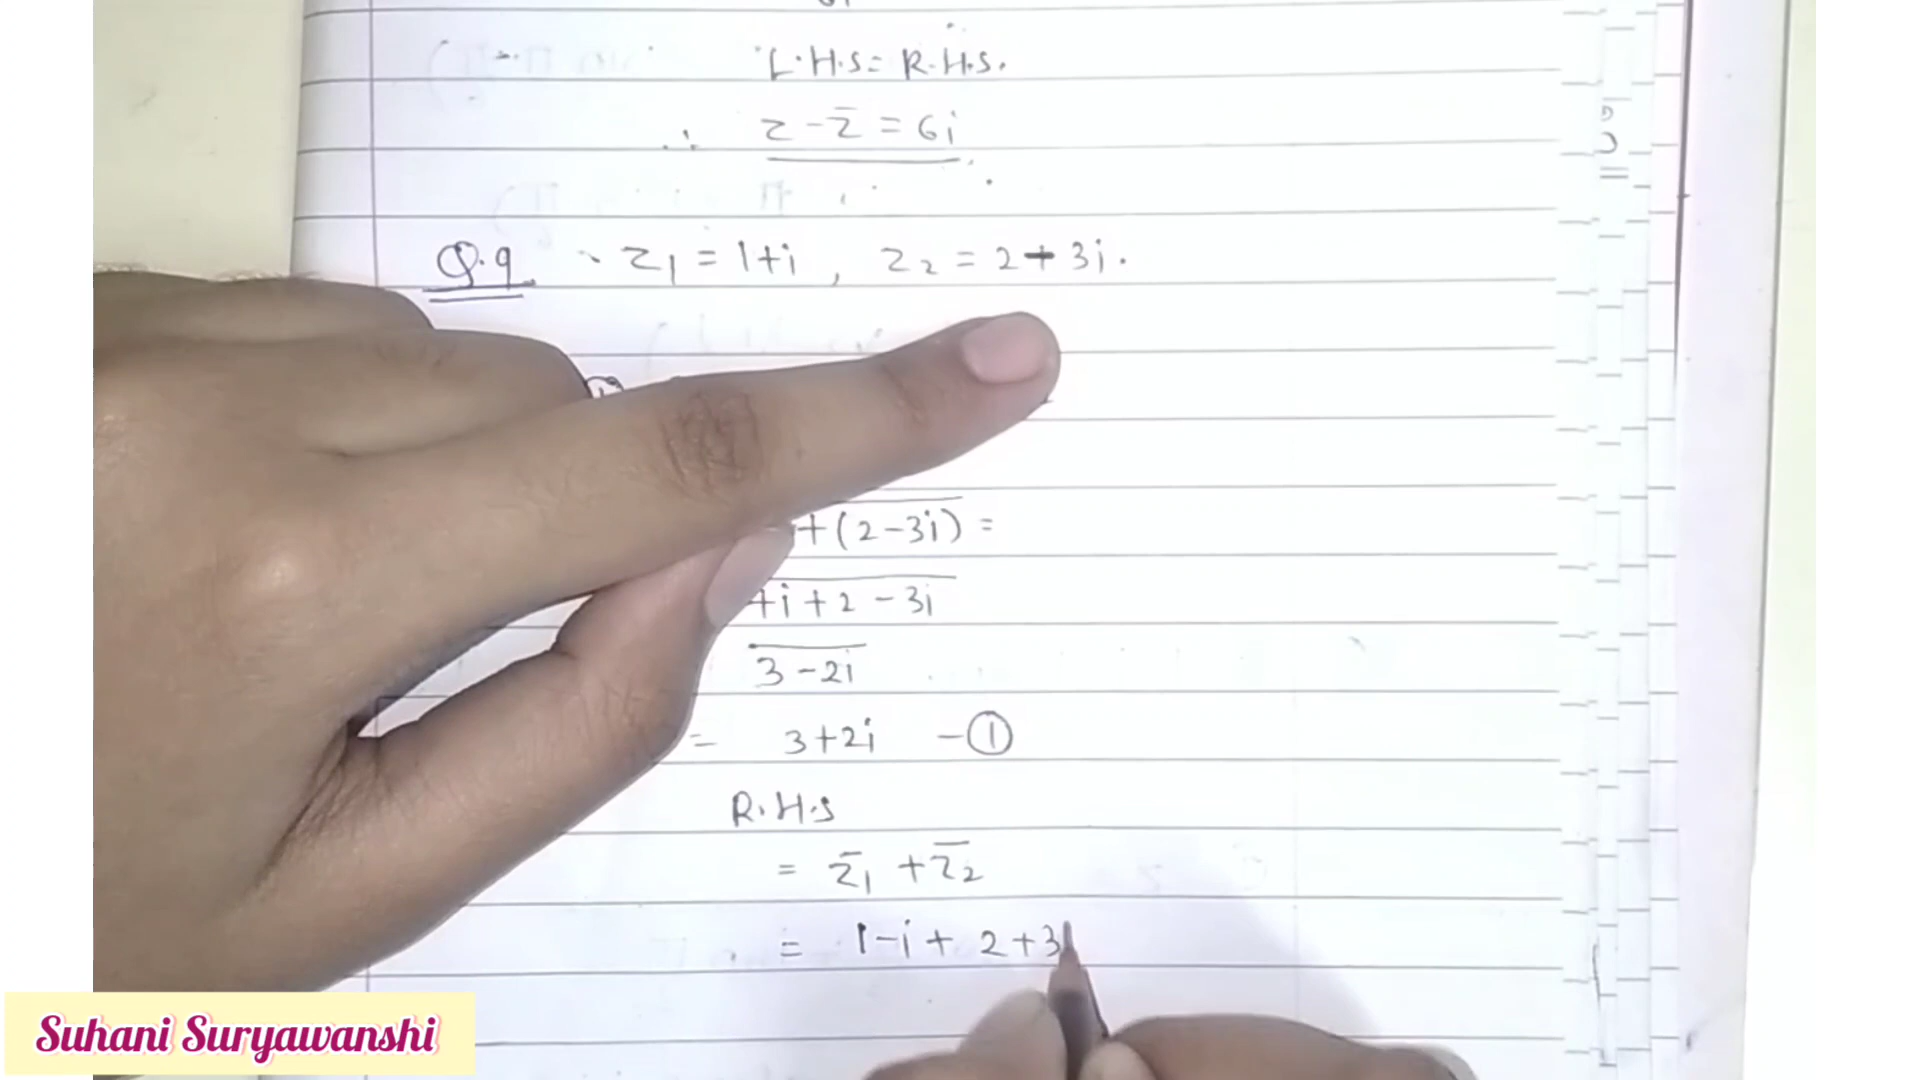 L.H.S = R.H.S.
∴ z - z̄ = 6i
Q.9 z₁ = 1+i , z₂ = 2+3i.
+(2-3i) =
+i+2-3i
3-2i
= 3+2i -①
R.H.S
= z̄₁ + z̄₂
= 1-i + 2+3
Suhani Suryawanshi